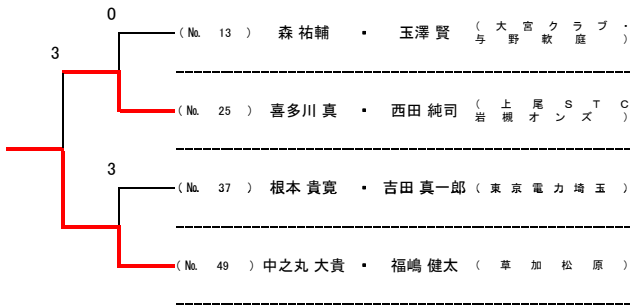 0
(№ 13 ) 森 祐輔 ・ 玉澤 賢 ( 大宮クラブ・与野軟庭 )
3
(№ 25 ) 喜多川 真 ・ 西田 純司 ( 上尾STC 岩槻オンズ )
3
(№ 37 ) 根本 貴寛 ・ 吉田 真一郎 ( 東京電力埼玉 )
(№ 49 ) 中之丸 大貴 ・ 福嶋 健太 ( 草加松原 )